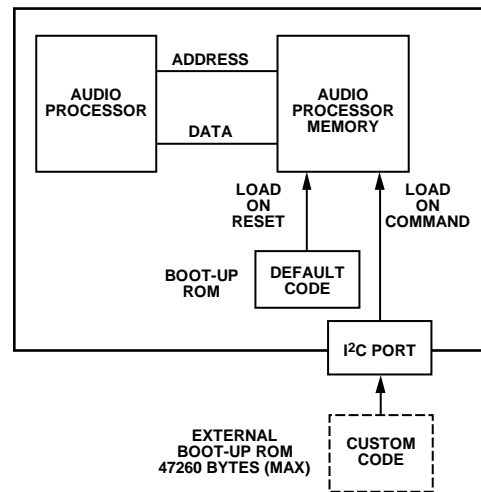 AUDIO
PROCESSOR
ADDRESS
DATA
AUDIO
PROCESSOR
MEMORY
LOAD
ON
RESET
LOAD
ON
COMMAND
BOOT-UP
ROM
DEFAULT
CODE
I²C PORT
EXTERNAL
BOOT-UP ROM
47260 BYTES (MAX)
CUSTOM
CODE